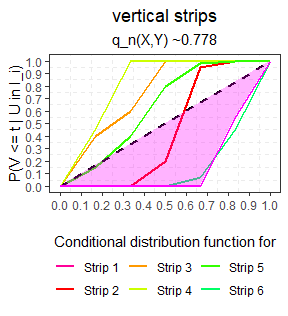 vertical strips
q_n(X,Y) ~0.778
P(V <= t | U in I_i)
1.0
0.9
0.8
0.7
0.6
0.5
0.4
0.3
0.2
0.1
0.0
0.0 0.1 0.2 0.3 0.4 0.5 0.6 0.7 0.8 0.9 1.0
Conditional distribution function for
Strip 1 Strip 3 Strip 5
Strip 2 Strip 4 Strip 6